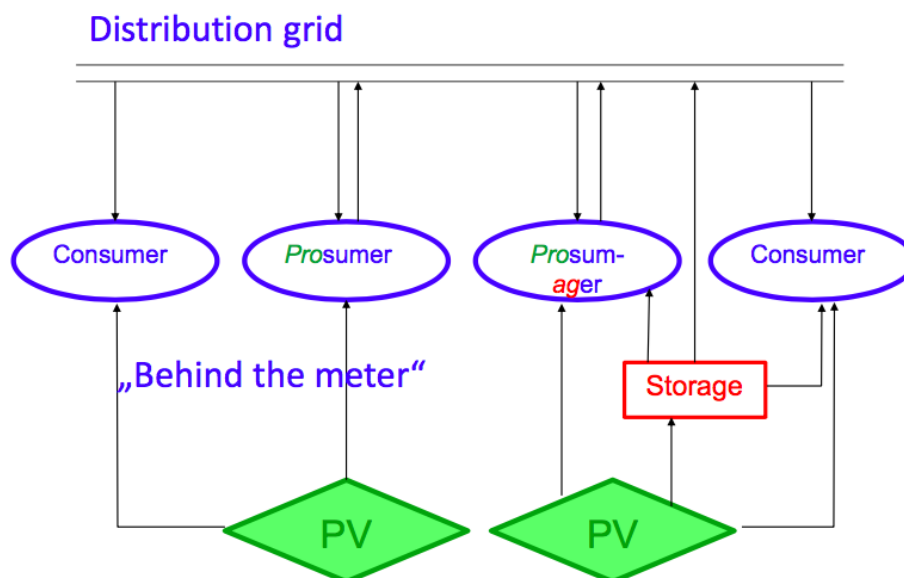 Distribution grid
Consumer
Prosumer
Prosum-
ager
Consumer
„Behind the meter“
Storage
PV
PV